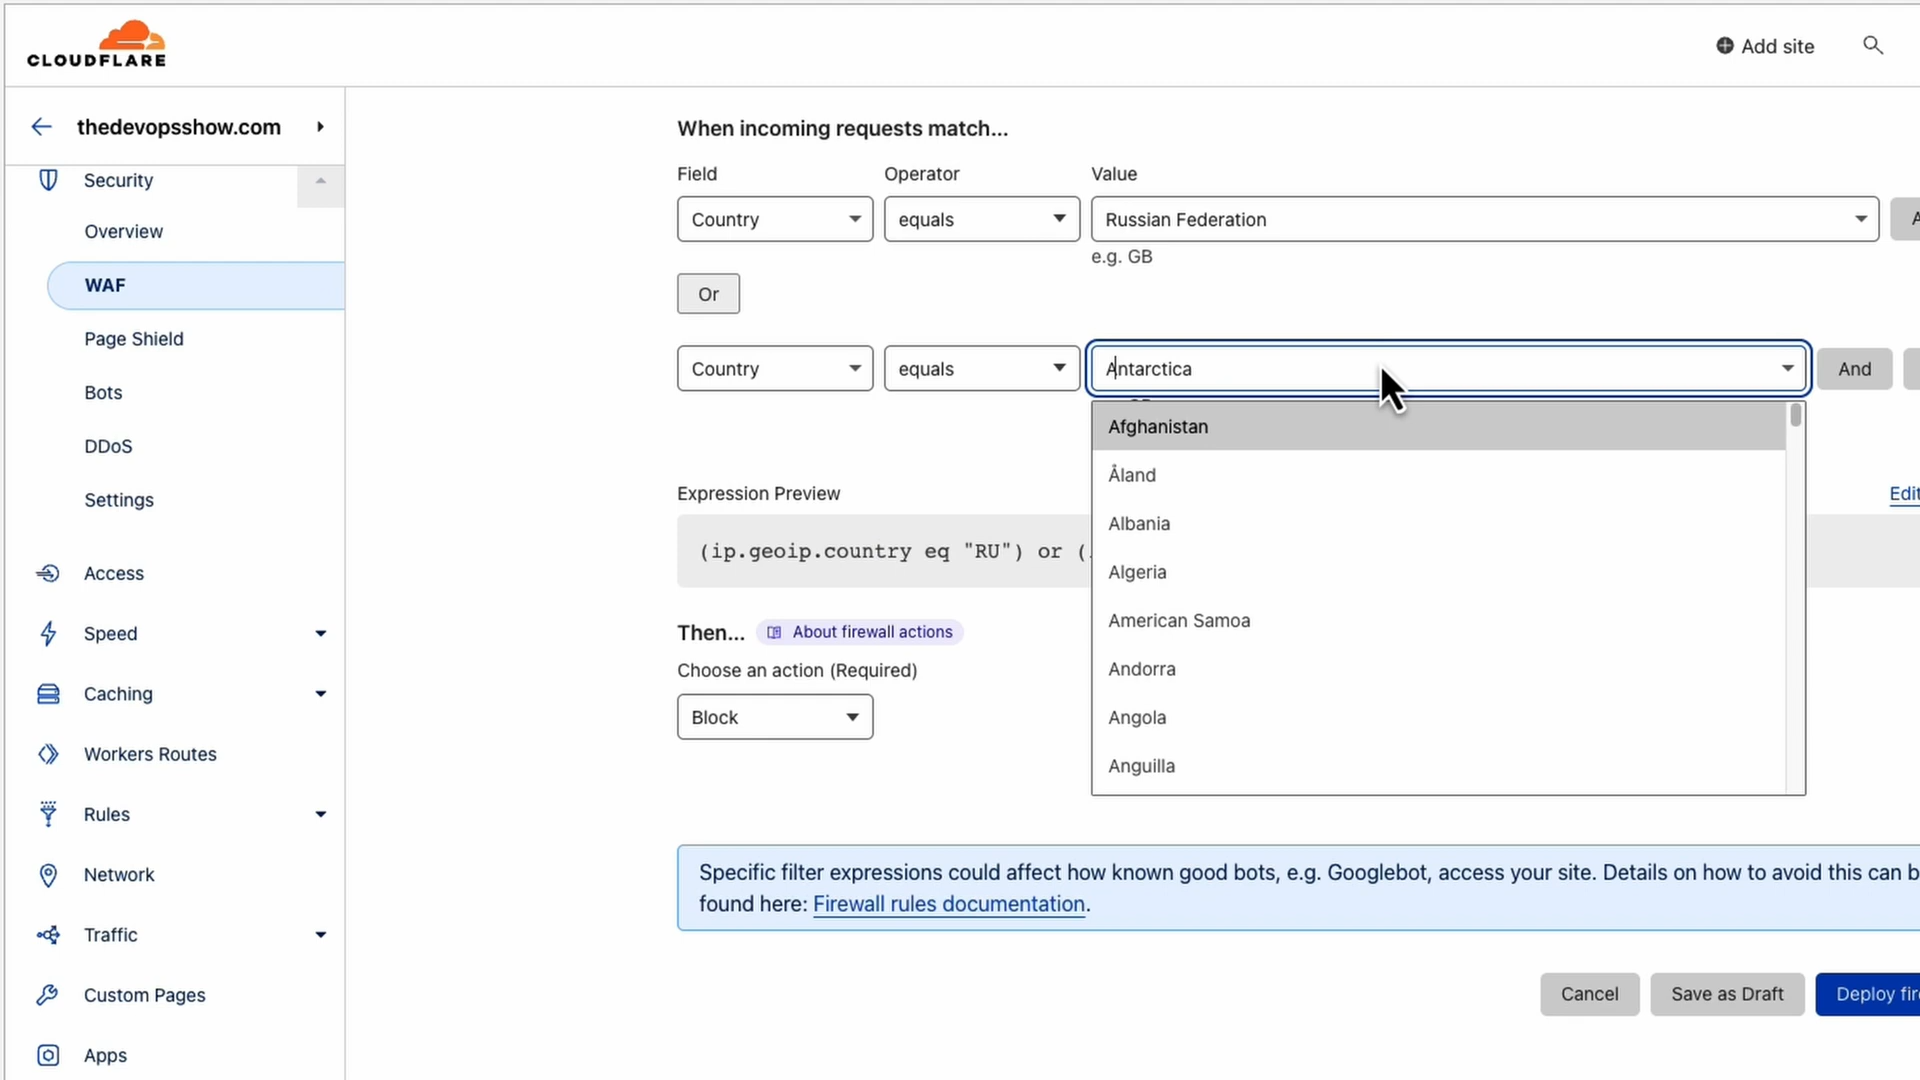 CLOUDFLARE
Add site
thedevopsshow.com
Security
Overview
WAF
Page Shield
Bots
DDoS
Settings
Access
Speed
Caching
Workers Routes
Rules
Network
Traffic
Custom Pages
Apps
When incoming requests match...
Field Operator Value
Country equals Russian Federation A
e.g. GB
Or
Country equals Antarctica And
Afghanistan
Åland
Albania
Algeria
American Samoa
Andorra
Angola
Anguilla
Expression Preview Edit
(ip.geoip.country eq "RU") or (
Then... About firewall actions
Choose an action (Required)
Block
Specific filter expressions could affect how known good bots, e.g. Googlebot, access your site. Details on how to avoid this can b
found here: Firewall rules documentation.
Cancel Save as Draft Deploy fir